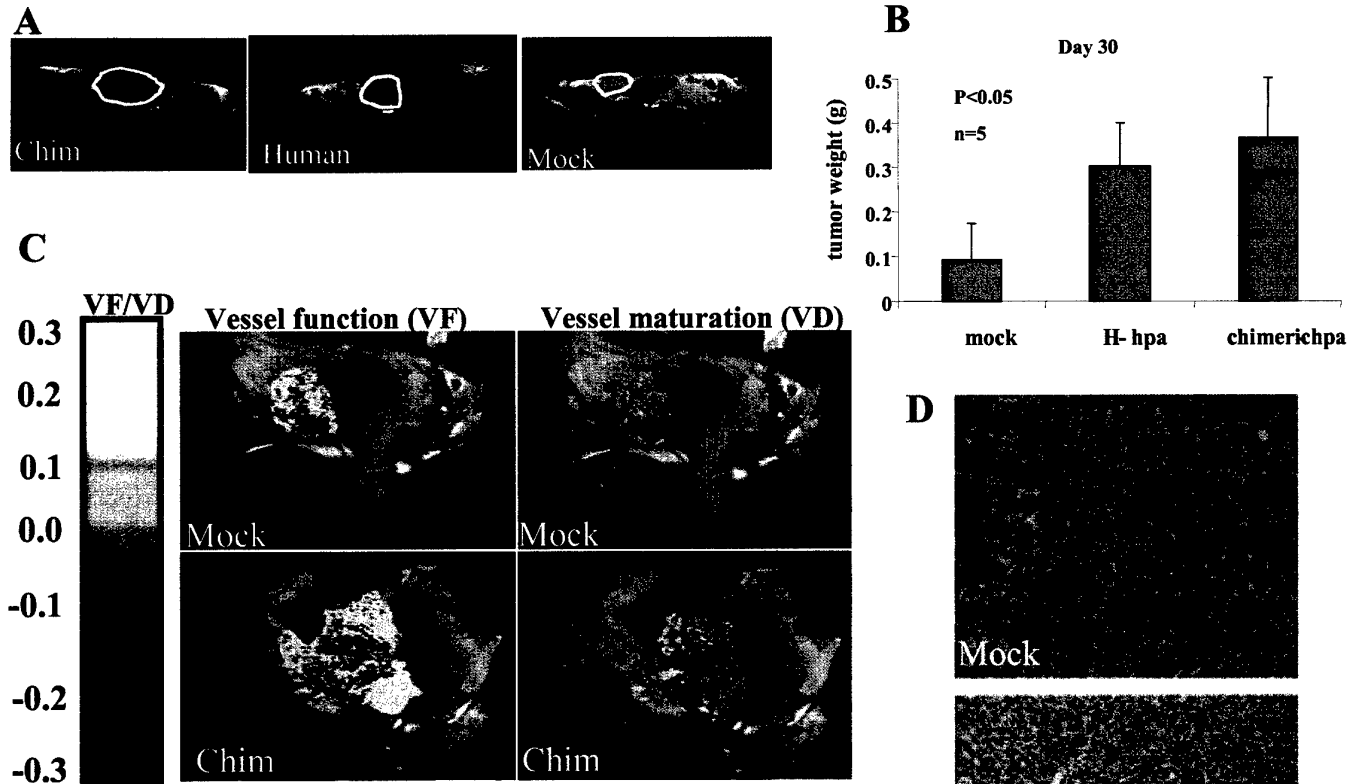 A
Chim
Human
Mock
B
Day 30
P<0.05
n=5
tumor weight (g)
0.5
0.4
0.3
0.2
0.1
0
mock
H- hpa
chimerichpa
C
VF/VD
0.3
0.2
0.1
0.0
-0.1
-0.2
-0.3
Vessel function (VF)
Vessel maturation (VD)
Mock
Mock
Chim
Chim
D
Mock